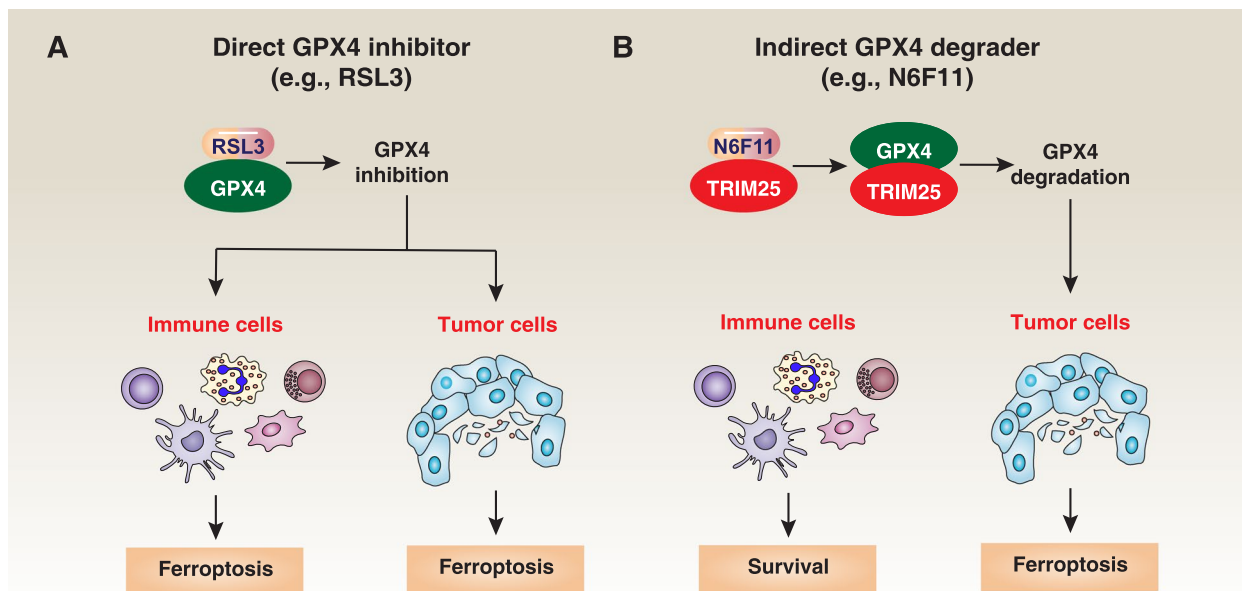 A
Direct GPX4 inhibitor
(e.g., RSL3)
RSL3
GPX4
GPX4
inhibition
Immune cells
Tumor cells
Ferroptosis
Ferroptosis
B
Indirect GPX4 degrader
(e.g., N6F11)
N6F11
TRIM25
GPX4
TRIM25
GPX4
degradation
Immune cells
Tumor cells
Survival
Ferroptosis